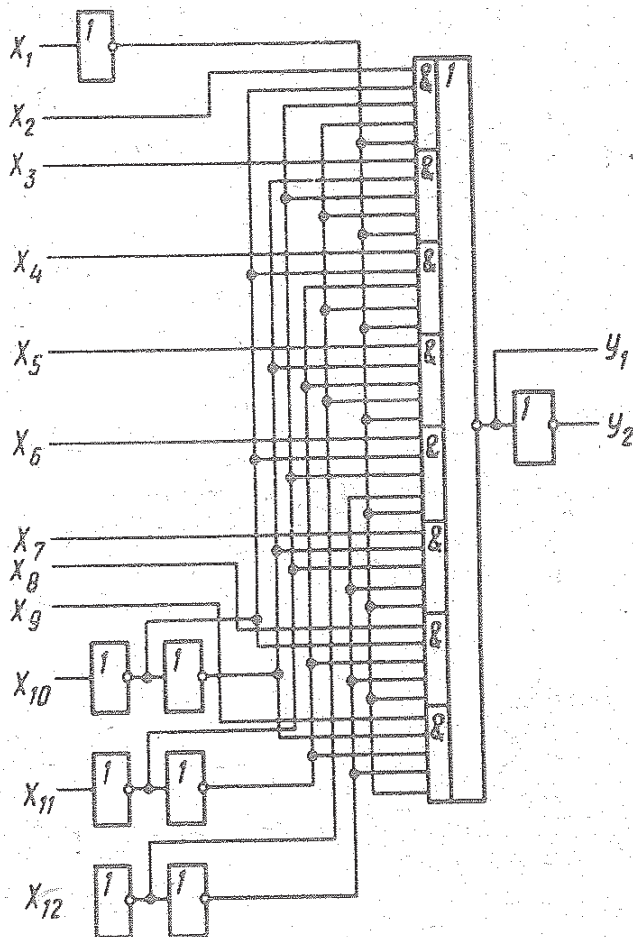 X₁ 1
& 1
X₂
X₃ &
X₄ &
X₅ & y₁
1 y₂
X₆ &
X₇ &
X₈
X₉ &
X₁₀ 1 1
&
X₁₁ 1 1
X₁₂ 1 1